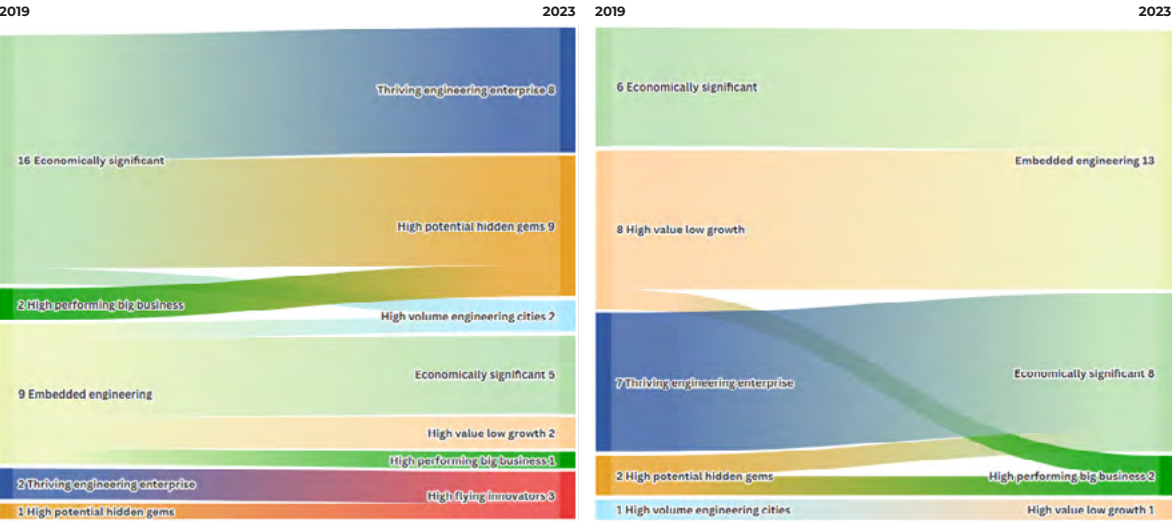 2019 2023
Thriving engineering enterprise 8
16 Economically significant
High potential hidden gems 9
2 High performing big business
High volume engineering cities 2
Economically significant 5
9 Embedded engineering
High value low growth 2
High performing big business 1
2 Thriving engineering enterprise
High flying innovators 3
1 High potential hidden gems
2019 2023
6 Economically significant
Embedded engineering 13
8 High value low growth
Economically significant 8
7 Thriving engineering enterprise
2 High potential hidden gems
High performing big business 2
1 High volume engineering cities
High value low growth 1